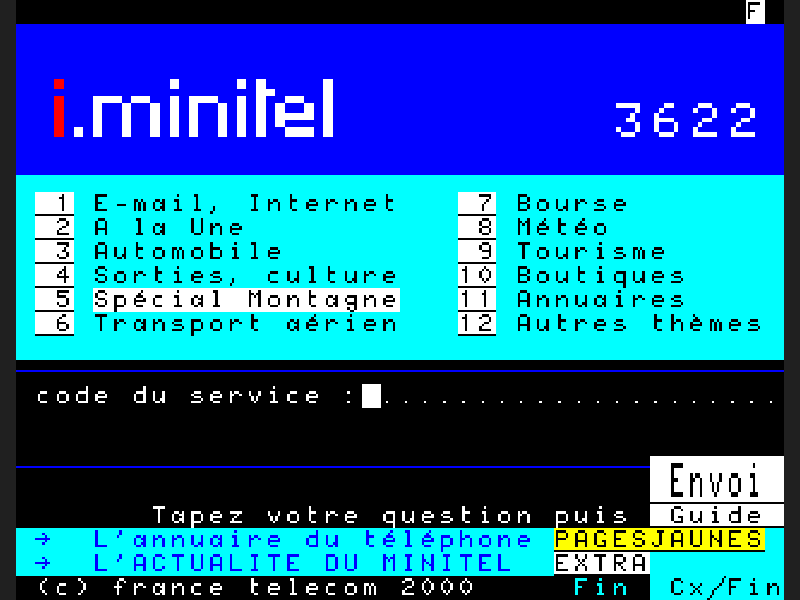 F
i.minitel
3622
1 E-mail, Internet 7 Bourse
2 A la Une 8 Météo
3 Automobile 9 Tourisme
4 Sorties, culture 10 Boutiques
5 Spécial Montagne 11 Annuaires
6 Transport aérien 12 Autres thèmes
code du service : ......................
Envoi
Tapez votre question puis Guide
→ L'annuaire du téléphone PAGESJAUNES
→ L'ACTUALITE DU MINITEL EXTRA
(c) france telecom 2000 Fin Cx/Fin